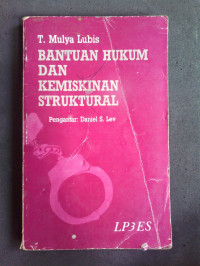 T. Mulya Lubis
BANTUAN HUKUM
DAN
KEMISKINAN
STRUKTURAL
Pengantar: Daniel S. Lev
LP3ES